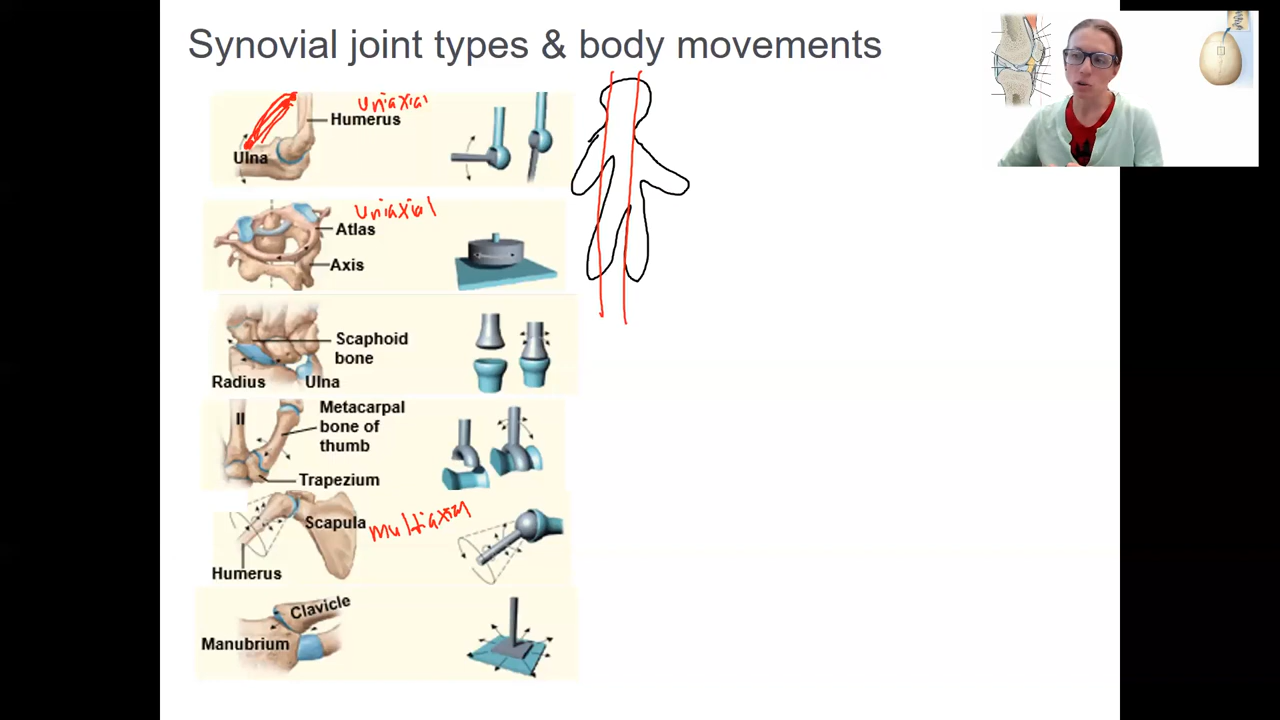 Synovial joint types & body movements
uniaxial
Humerus
Ulna
uniaxial
Atlas
Axis
Scaphoid
bone
Radius
Ulna
II
Metacarpal
bone of
thumb
Trapezium
Scapula
multiaxial
Humerus
Clavicle
Manubrium